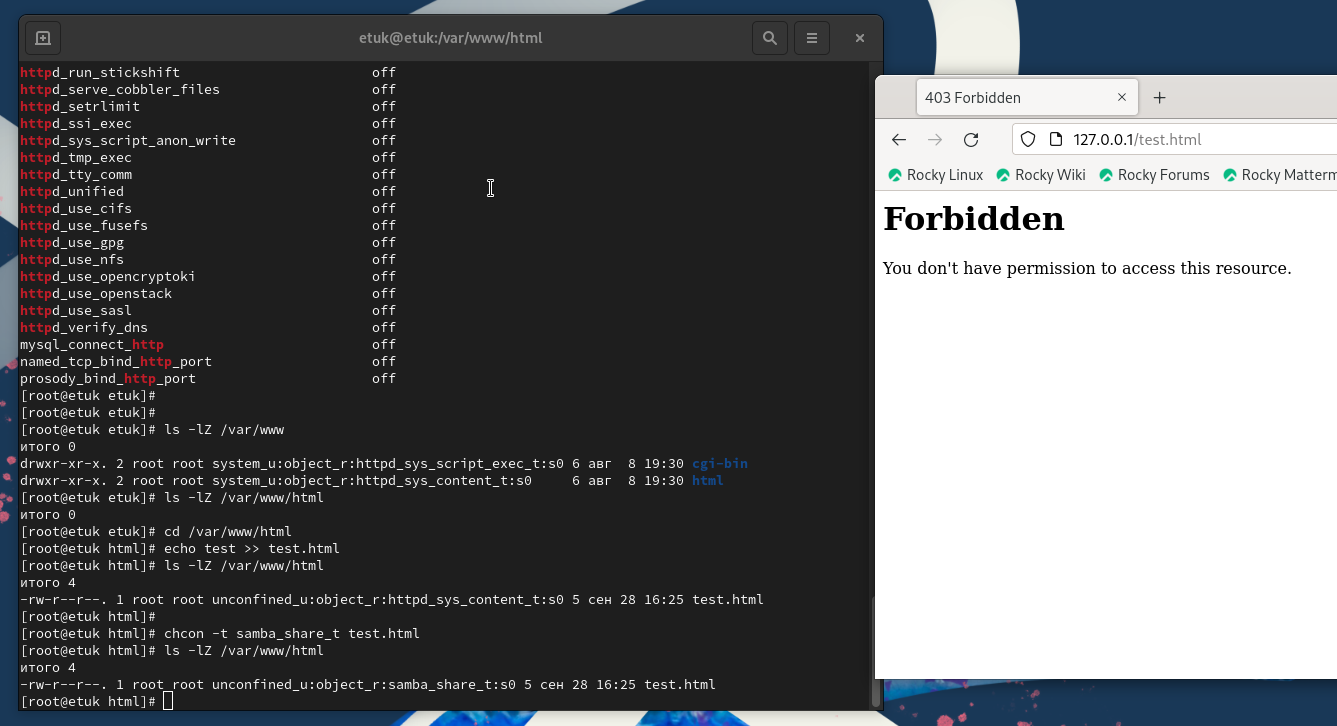 etuk@etuk:/var/www/html
httpd_run_stickshift                        off
httpd_serve_cobbler_files                   off
httpd_setrlimit                             off
httpd_ssi_exec                              off
httpd_sys_script_anon_write                 off
httpd_tmp_exec                              off
httpd_tty_comm                              off
httpd_unified                               off
httpd_use_cifs                              off
httpd_use_fusefs                            off
httpd_use_gpg                               off
httpd_use_nfs                               off
httpd_use_opencryptoki                      off
httpd_use_openstack                         off
httpd_use_sasl                              off
httpd_verify_dns                            off
mysql_connect_http                          off
named_tcp_bind_http_port                    off
prosody_bind_http_port                      off
[root@etuk etuk]#
[root@etuk etuk]#
[root@etuk etuk]# ls -lZ /var/www
итого 0
drwxr-xr-x. 2 root root system_u:object_r:httpd_sys_script_exec_t:s0 6 авг  8 19:30 cgi-bin
drwxr-xr-x. 2 root root system_u:object_r:httpd_sys_content_t:s0     6 авг  8 19:30 html
[root@etuk etuk]# ls -lZ /var/www/html
итого 0
[root@etuk etuk]# cd /var/www/html
[root@etuk html]# echo test >> test.html
[root@etuk html]# ls -lZ /var/www/html
итого 4
-rw-r--r--. 1 root root unconfined_u:object_r:httpd_sys_content_t:s0 5 сен 28 16:25 test.html
[root@etuk html]#
[root@etuk html]# chcon -t samba_share_t test.html
[root@etuk html]# ls -lZ /var/www/html
итого 4
-rw-r--r--. 1 root root unconfined_u:object_r:samba_share_t:s0 5 сен 28 16:25 test.html
[root@etuk html]#
403 Forbidden
127.0.0.1/test.html
Rocky Linux Rocky Wiki Rocky Forums Rocky Matterm
Forbidden
You don't have permission to access this resource.